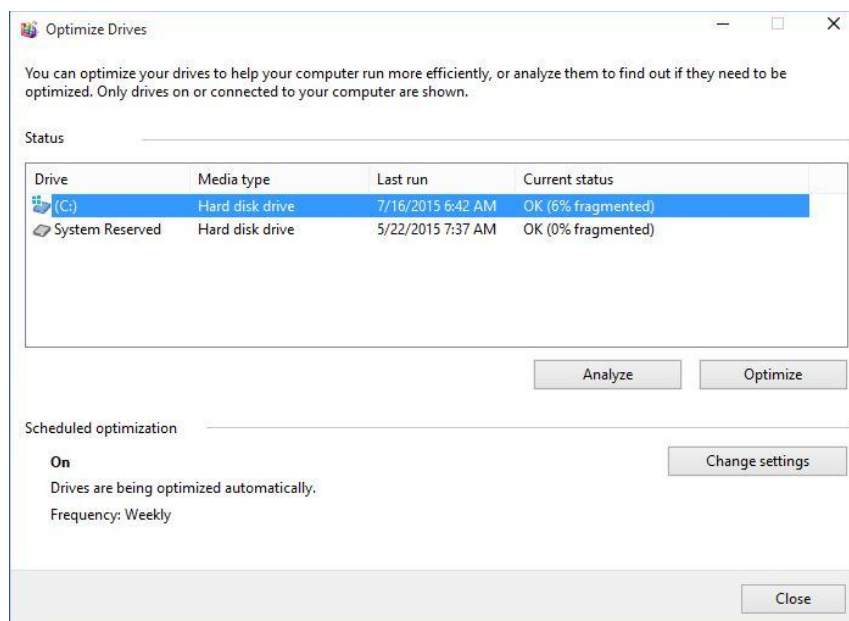 Optimize Drives
You can optimize your drives to help your computer run more efficiently, or analyze them to find out if they need to be
optimized. Only drives on or connected to your computer are shown.
Status
Drive Media type Last run Current status
(C:) Hard disk drive 7/16/2015 6:42 AM OK (6% fragmented)
System Reserved Hard disk drive 5/22/2015 7:37 AM OK (0% fragmented)
Analyze Optimize
Scheduled optimization
On Change settings
Drives are being optimized automatically.
Frequency: Weekly
Close